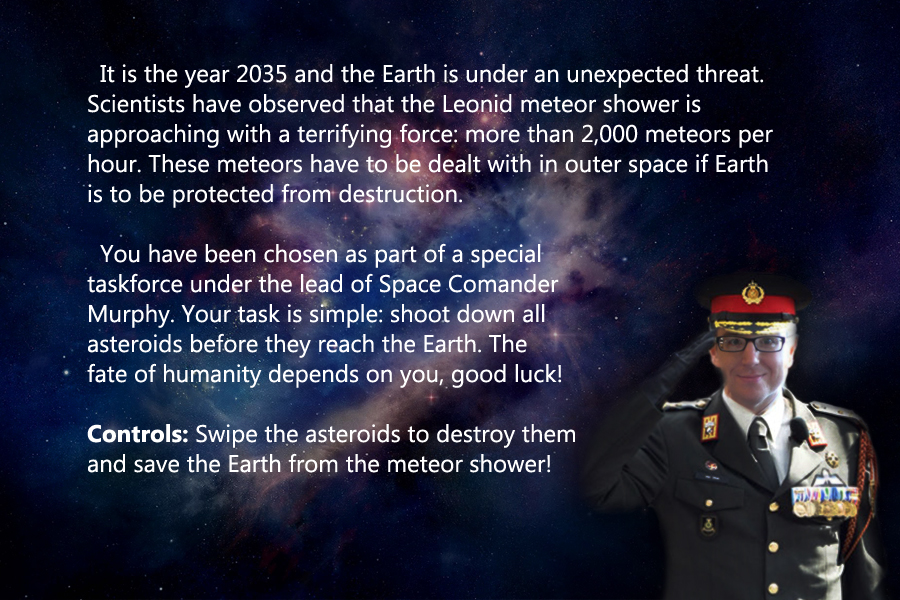 It is the year 2035 and the Earth is under an unexpected threat.
Scientists have observed that the Leonid meteor shower is
approaching with a terrifying force: more than 2,000 meteors per
hour. These meteors have to be dealt with in outer space if Earth
is to be protected from destruction.
You have been chosen as part of a special
taskforce under the lead of Space Comander
Murphy. Your task is simple: shoot down all
asteroids before they reach the Earth. The
fate of humanity depends on you, good luck!
Controls: Swipe the asteroids to destroy them
and save the Earth from the meteor shower!